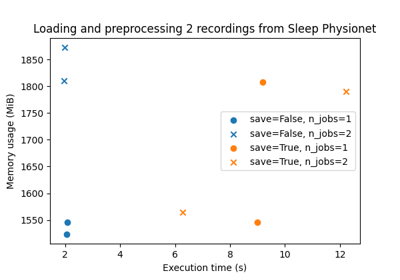 Loading and preprocessing 2 recordings from Sleep Physionet
Memory usage (MiB)
1850
1800
1750
1700
1650
1600
1550
save=False, n_jobs=1
save=False, n_jobs=2
save=True, n_jobs=1
save=True, n_jobs=2
2 4 6 8 10 12
Execution time (s)